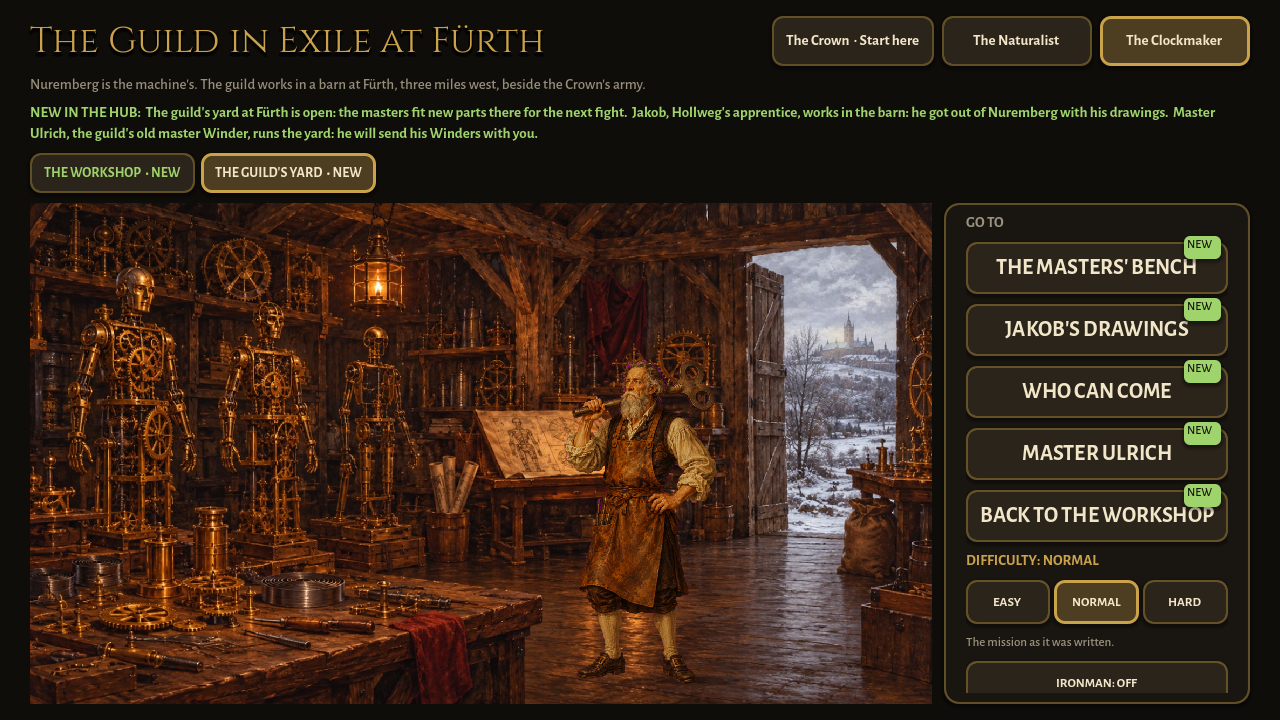 The Guild in Exile at Fürth
The Crown · Start here
The Naturalist
The Clockmaker
Nuremberg is the machine's. The guild works in a barn at Fürth, three miles west, beside the Crown's army.
NEW IN THE HUB: The guild's yard at Fürth is open: the masters fit new parts there for the next fight. Jakob, Hollweg's apprentice, works in the barn: he got out of Nuremberg with his drawings. Master
Ulrich, the guild's old master Winder, runs the yard: he will send his Winders with you.
THE WORKSHOP · NEW
THE GUILD'S YARD · NEW
GO TO
NEW
THE MASTERS' BENCH
NEW
JAKOB'S DRAWINGS
NEW
WHO CAN COME
NEW
MASTER ULRICH
NEW
BACK TO THE WORKSHOP
DIFFICULTY: NORMAL
EASY
NORMAL
HARD
The mission as it was written.
IRONMAN: OFF